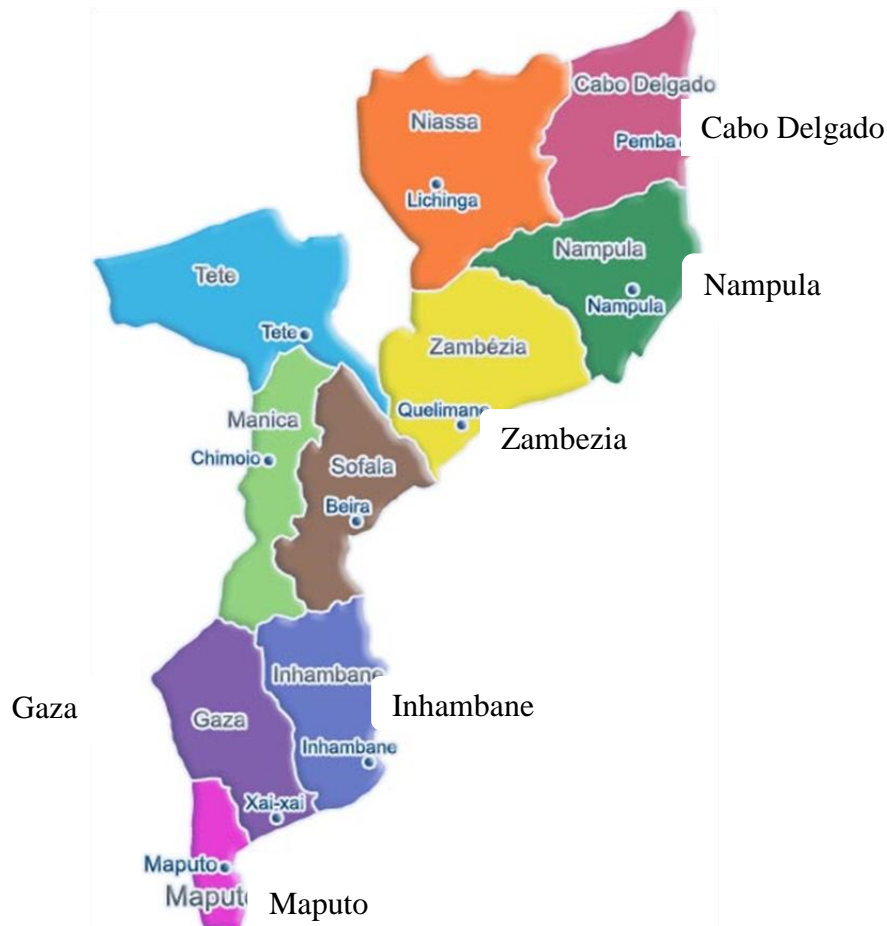 Cabo Delgado
Niassa
Pemba
Cabo Delgado
Lichinga
Nampula
Tete
Nampula
Nampula
Tete
Zambézia
Quelimane
Manica
Zambezia
Chimoio
Sofala
Beira
Inhambane
Gaza
Inhambane
Gaza
Inhambane
Xai-xai
Maputo
Maput
Maputo